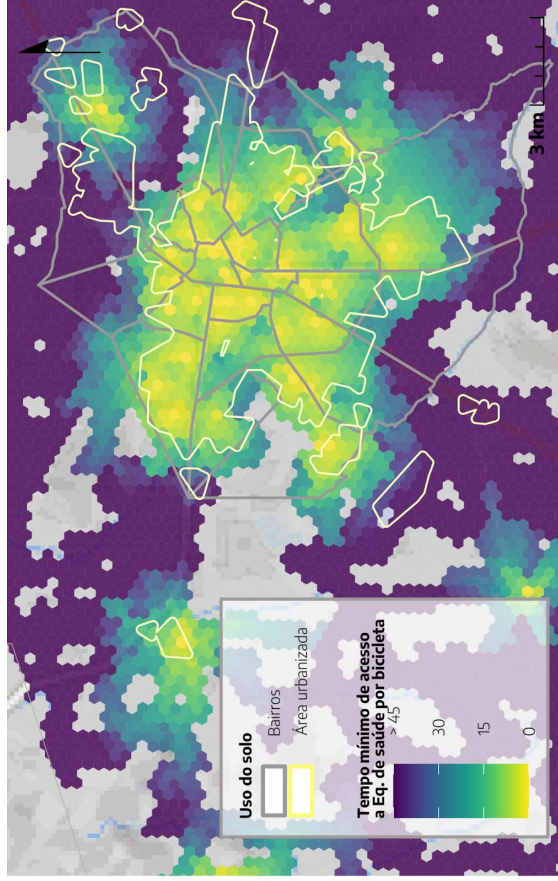 Uso do solo
Bairros
Área urbanizada
Tempo mínimo de acesso
a Eq. de saúde por bicicleta
> 45
30
15
0
3 km